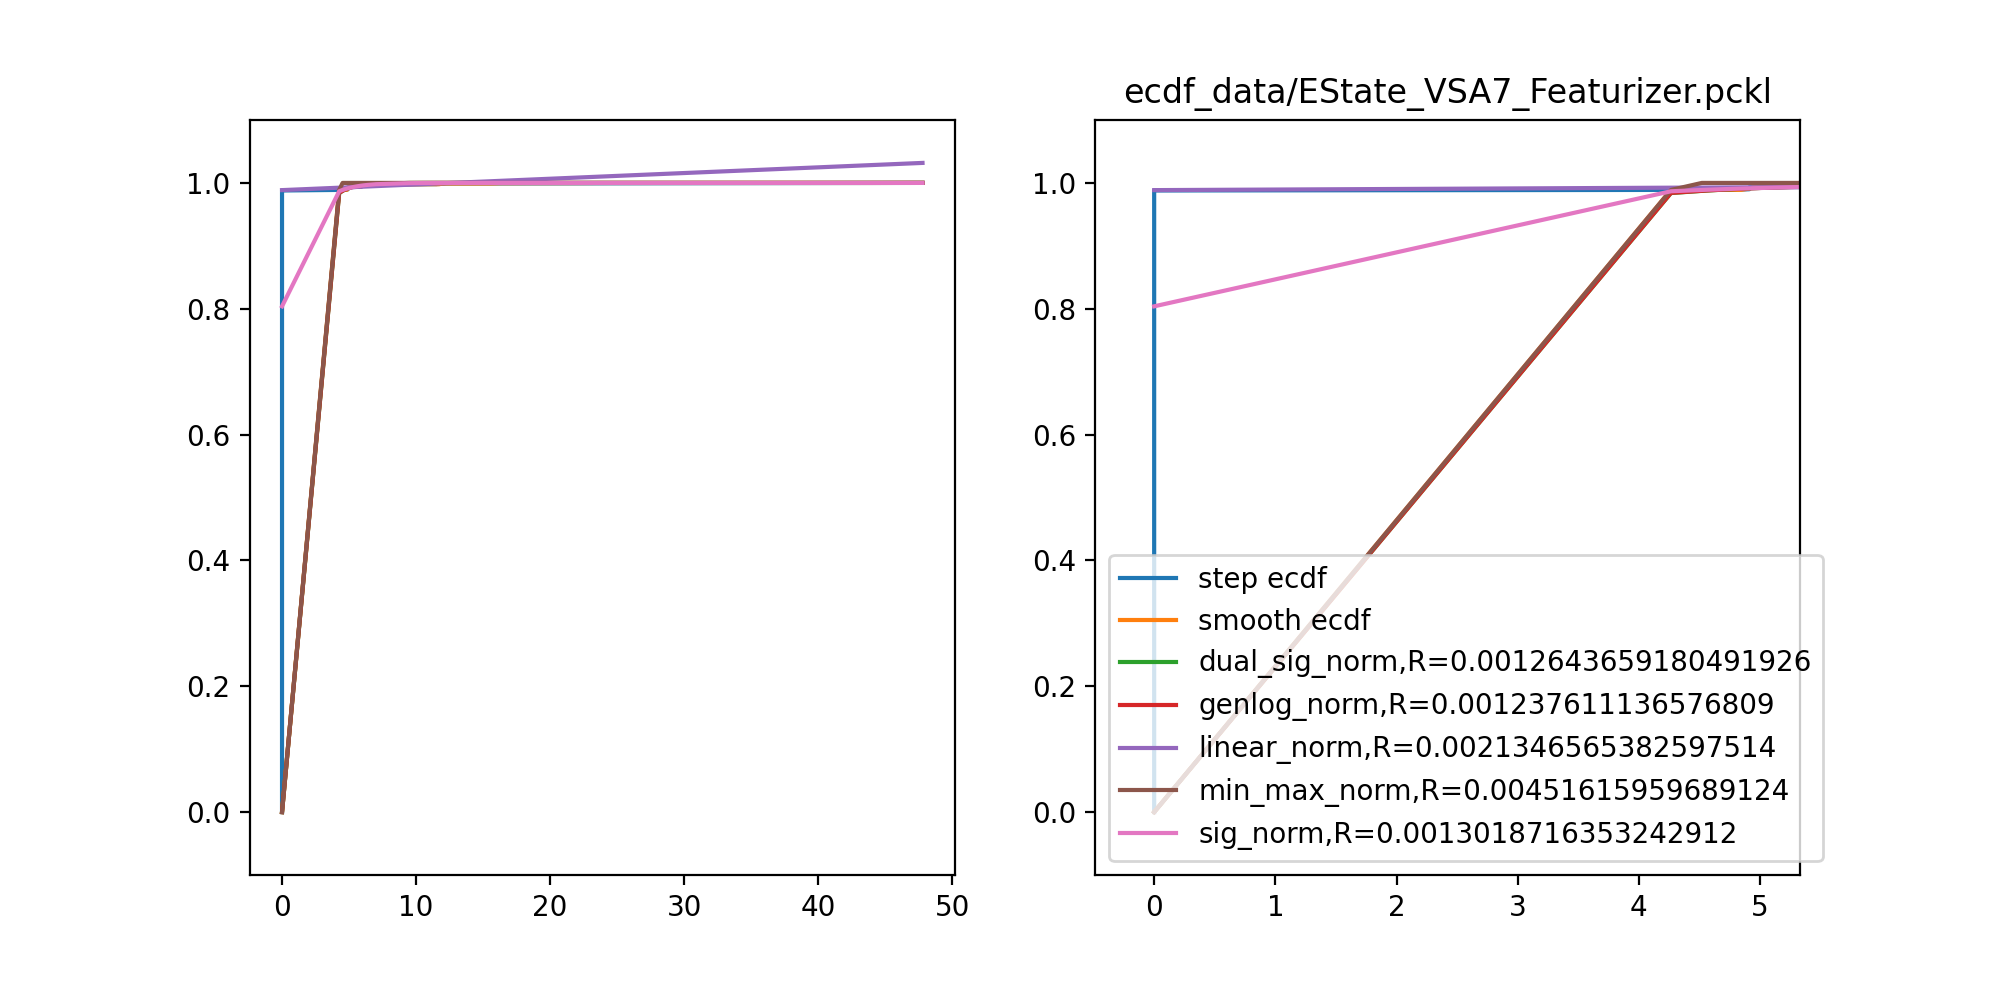 ecdf_data/EState_VSA7_Featurizer.pckl
1.0
0.8
0.6
0.4
0.2
0.0
0 10 20 30 40 50
1.0
0.8
0.6
0.4
0.2
0.0
step ecdf
smooth ecdf
dual_sig_norm,R=0.0012643659180491926
genlog_norm,R=0.001237611136576809
linear_norm,R=0.0021346565382597514
min_max_norm,R=0.00451615959689124
sig_norm,R=0.0013018716353242912
0 1 2 3 4 5